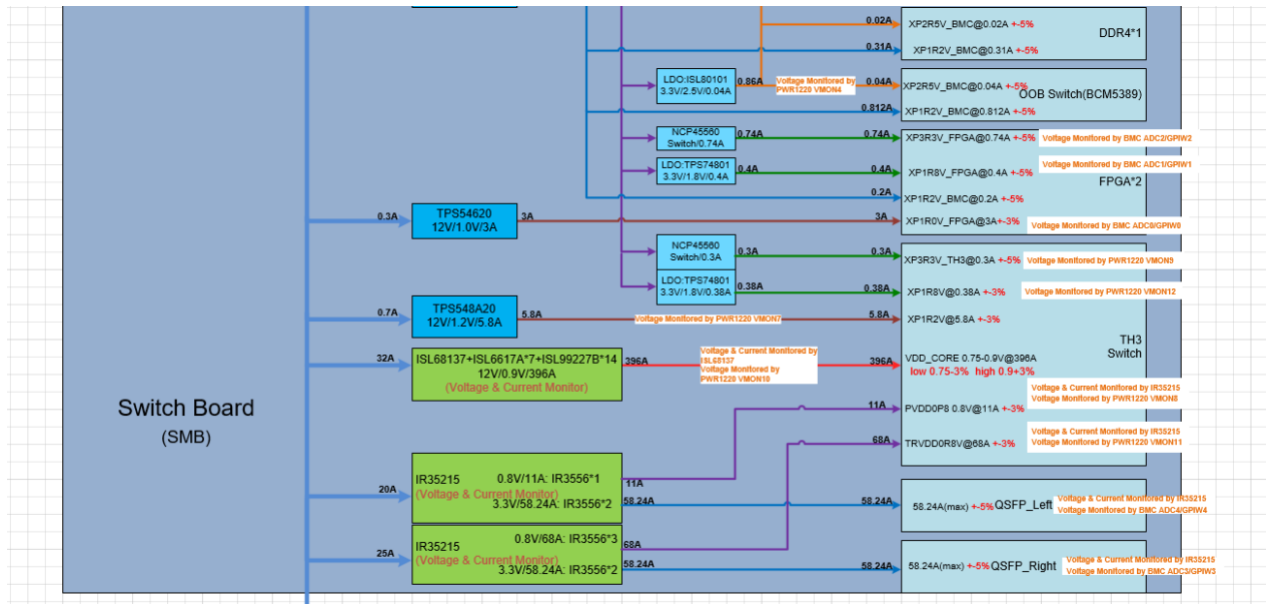 0.02A
XP2R5V_BMC@0.02A +-5%
DDR4*1
0.31A
XP1R2V_BMC@0.31A +-5%
LDO:ISL80101
3.3V/2.5V/0.04A
0.86A
Voltage Monitored by
PWR1220 VMON4
0.04A
XP2R5V_BMC@0.04A +-5%
OOB Switch(BCM5389)
0.812A
XP1R2V_BMC@0.812A +-5%
NCP45560
Switch/0.74A
0.74A
0.74A
XP3R3V_FPGA@0.74A +-5%
Voltage Monitored by BMC ADC2/GPIW2
LDO:TPS74801
3.3V/1.8V/0.4A
0.4A
0.4A
XP1R8V_FPGA@0.4A +-5%
Voltage Monitored by BMC ADC1/GPIW1
FPGA*2
0.2A
XP1R2V_BMC@0.2A +-5%
0.3A
TPS54620
12V/1.0V/3A
3A
3A
XP1R0V_FPGA@3A+-3%
Voltage Monitored by BMC ADC0/GPIW0
NCP45560
Switch/0.3A
0.3A
0.3A
XP3R3V_TH3@0.3A +-5%
Voltage Monitored by PWR1220 VMON9
LDO:TPS74801
3.3V/1.8V/0.38A
0.38A
0.38A
XP1R8V@0.38A +-3%
Voltage Monitored by PWR1220 VMON12
0.7A
TPS548A20
12V/1.2V/5.8A
5.8A
Voltage Monitored by PWR1220 VMON7
5.8A
XP1R2V@5.8A +-3%
TH3
Switch
32A
ISL68137+ISL6617A*7+ISL99227B*14
12V/0.9V/396A
(Voltage & Current Monitor)
396A
Voltage & Current Monitored by
ISL68137
Voltage Monitored by
PWR1220 VMON10
396A
VDD_CORE 0.75-0.9V@396A
low 0.75-3% high 0.9+3%
Voltage & Current Monitored by IR35215
Voltage Monitored by PWR1220 VMON8
11A
PVDD0P8 0.8V@11A +-3%
Voltage & Current Monitored by IR35215
Voltage Monitored by PWR1220 VMON11
68A
TRVDD0R8V@68A +-3%
Switch Board
(SMB)
20A
IR35215
0.8V/11A: IR3556*1
(Voltage & Current Monitor)
3.3V/58.24A: IR3556*2
11A
58.24A
58.24A
58.24A(max) +-5%
QSFP_Left
Voltage & Current Monitored by IR35215
Voltage Monitored by BMC ADC4/GPIW4
25A
IR35215
0.8V/68A: IR3556*3
(Voltage & Current Monitor)
3.3V/58.24A: IR3556*2
68A
58.24A
58.24A
58.24A(max) +-5%
QSFP_Right
Voltage & Current Monitored by IR35215
Voltage Monitored by BMC ADC3/GPIW3